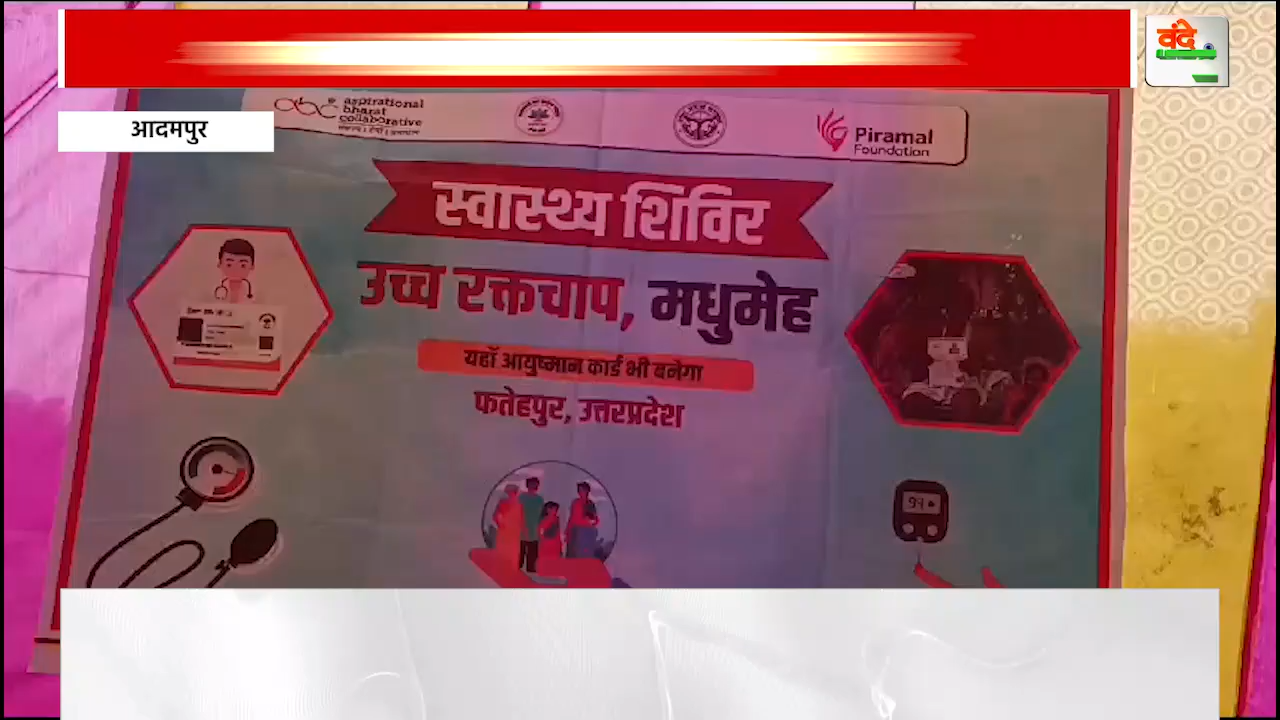 वंदे
आदमपुर
aspirational
bharat
collaborative
Piramal
Foundation
स्वास्थ्य शिविर
उच्च रक्तचाप, मधुमेह
यहाँ आयुष्मान कार्ड भी बनेगा
फतेहपुर, उत्तरप्रदेश